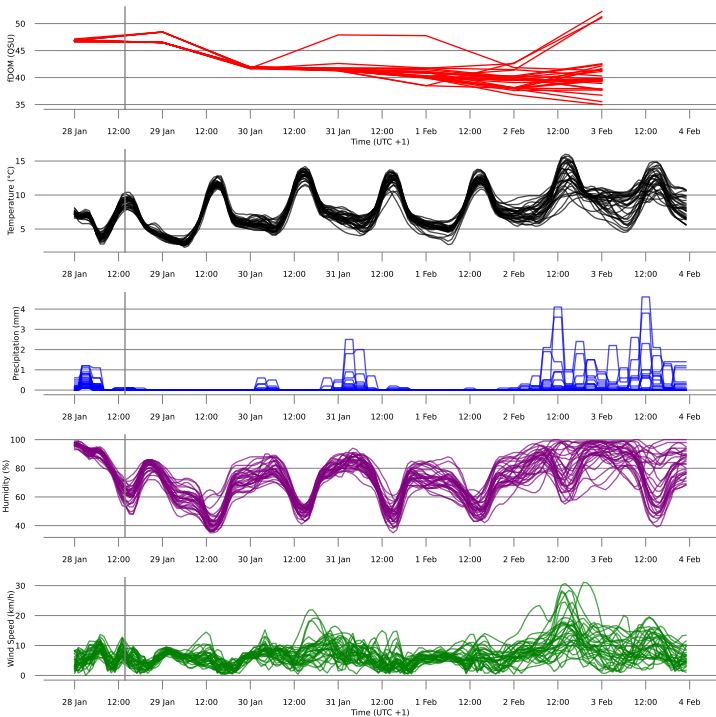 50
45
40
35
fDOM (QSU)
28 Jan 12:00 29 Jan 12:00 30 Jan 12:00 31 Jan 12:00 1 Feb 12:00 2 Feb 12:00 3 Feb 12:00 4 Feb
Time (UTC +1)
15
10
5
Temperature (°C)
28 Jan 12:00 29 Jan 12:00 30 Jan 12:00 31 Jan 12:00 1 Feb 12:00 2 Feb 12:00 3 Feb 12:00 4 Feb
4
3
2
1
0
Precipitation (mm)
28 Jan 12:00 29 Jan 12:00 30 Jan 12:00 31 Jan 12:00 1 Feb 12:00 2 Feb 12:00 3 Feb 12:00 4 Feb
100
80
60
40
Humidity (%)
28 Jan 12:00 29 Jan 12:00 30 Jan 12:00 31 Jan 12:00 1 Feb 12:00 2 Feb 12:00 3 Feb 12:00 4 Feb
30
20
10
0
Wind Speed (km/h)
28 Jan 12:00 29 Jan 12:00 30 Jan 12:00 31 Jan 12:00 1 Feb 12:00 2 Feb 12:00 3 Feb 12:00 4 Feb
Time (UTC +1)